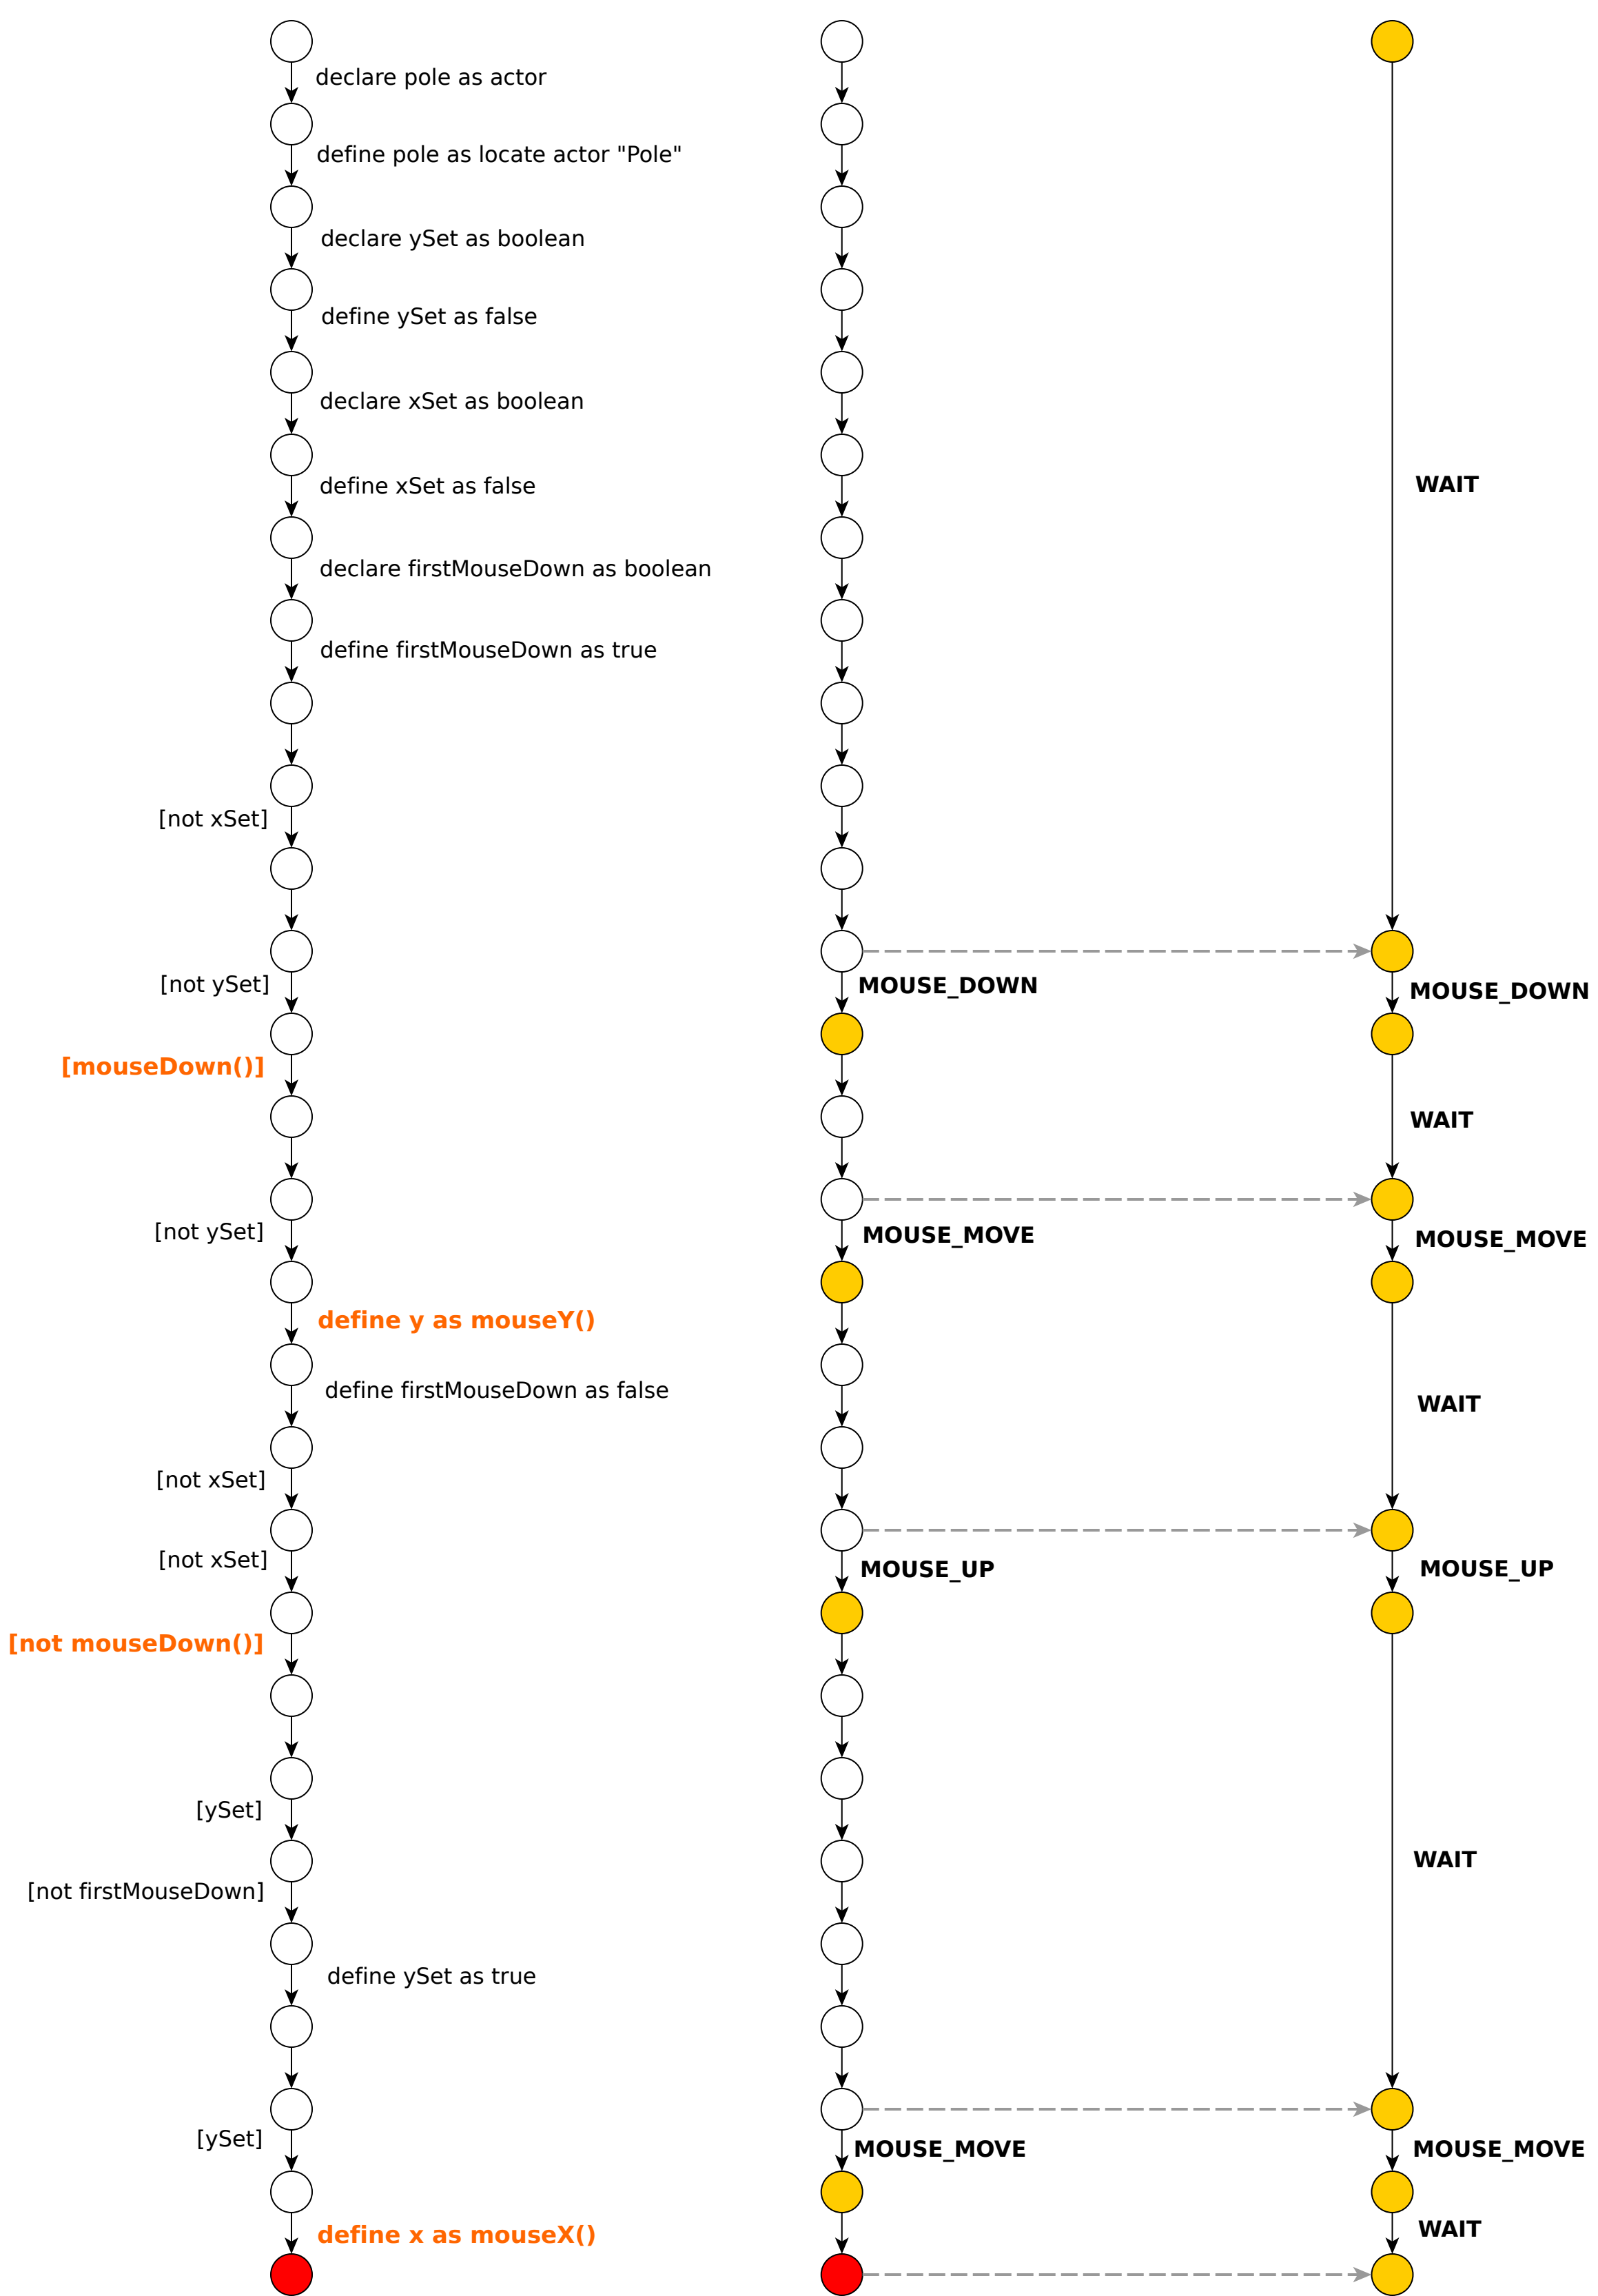 declare pole as actor
define pole as locate actor "Pole"
declare ySet as boolean
define ySet as false
declare xSet as boolean
define xSet as false
WAIT
declare firstMouseDown as boolean
define firstMouseDown as true
[not xSet]
[not ySet]
MOUSE_DOWN
MOUSE_DOWN
[mouseDown()]
WAIT
[not ySet]
MOUSE_MOVE
MOUSE_MOVE
define y as mouseY()
define firstMouseDown as false
WAIT
[not xSet]
[not xSet]
MOUSE_UP
MOUSE_UP
[not mouseDown()]
[ySet]
WAIT
[not firstMouseDown]
define ySet as true
[ySet]
MOUSE_MOVE
MOUSE_MOVE
define x as mouseX()
WAIT